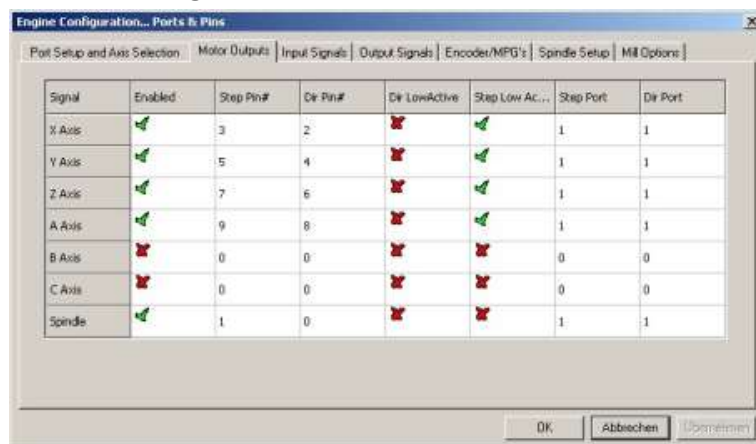 Engine Configuration... Ports & Pins
Port Setup and Axis Selection Motor Outputs Input Signals Output Signals Encoder/MPG's Spindle Setup Mill Options
Signal Enabled Step Pin# Dir Pin# Dir LowActive Step Low Ac... Step Port Dir Port
X Axis 3 2 1 1
Y Axis 5 4 1 1
Z Axis 7 6 1 1
A Axis 9 8 1 1
B Axis 0 0 0 0
C Axis 0 0 0 0
Spindle 1 0 1 1
OK Abbrechen Übernehmen